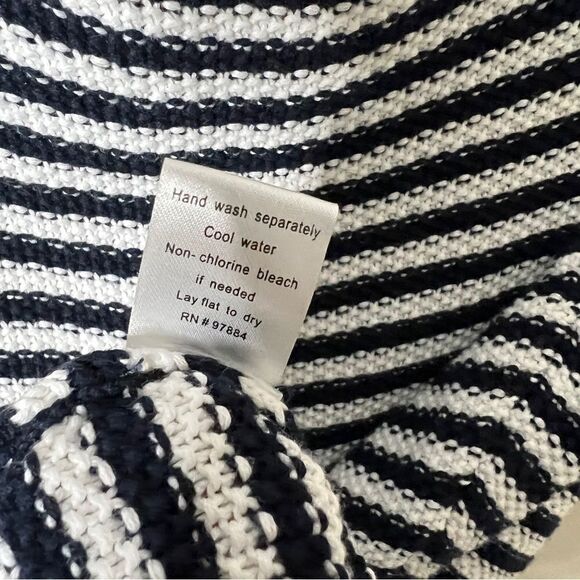 Hand wash separately
Cool water
Non-chlorine bleach
if needed
Lay flat to dry
RN # 97884